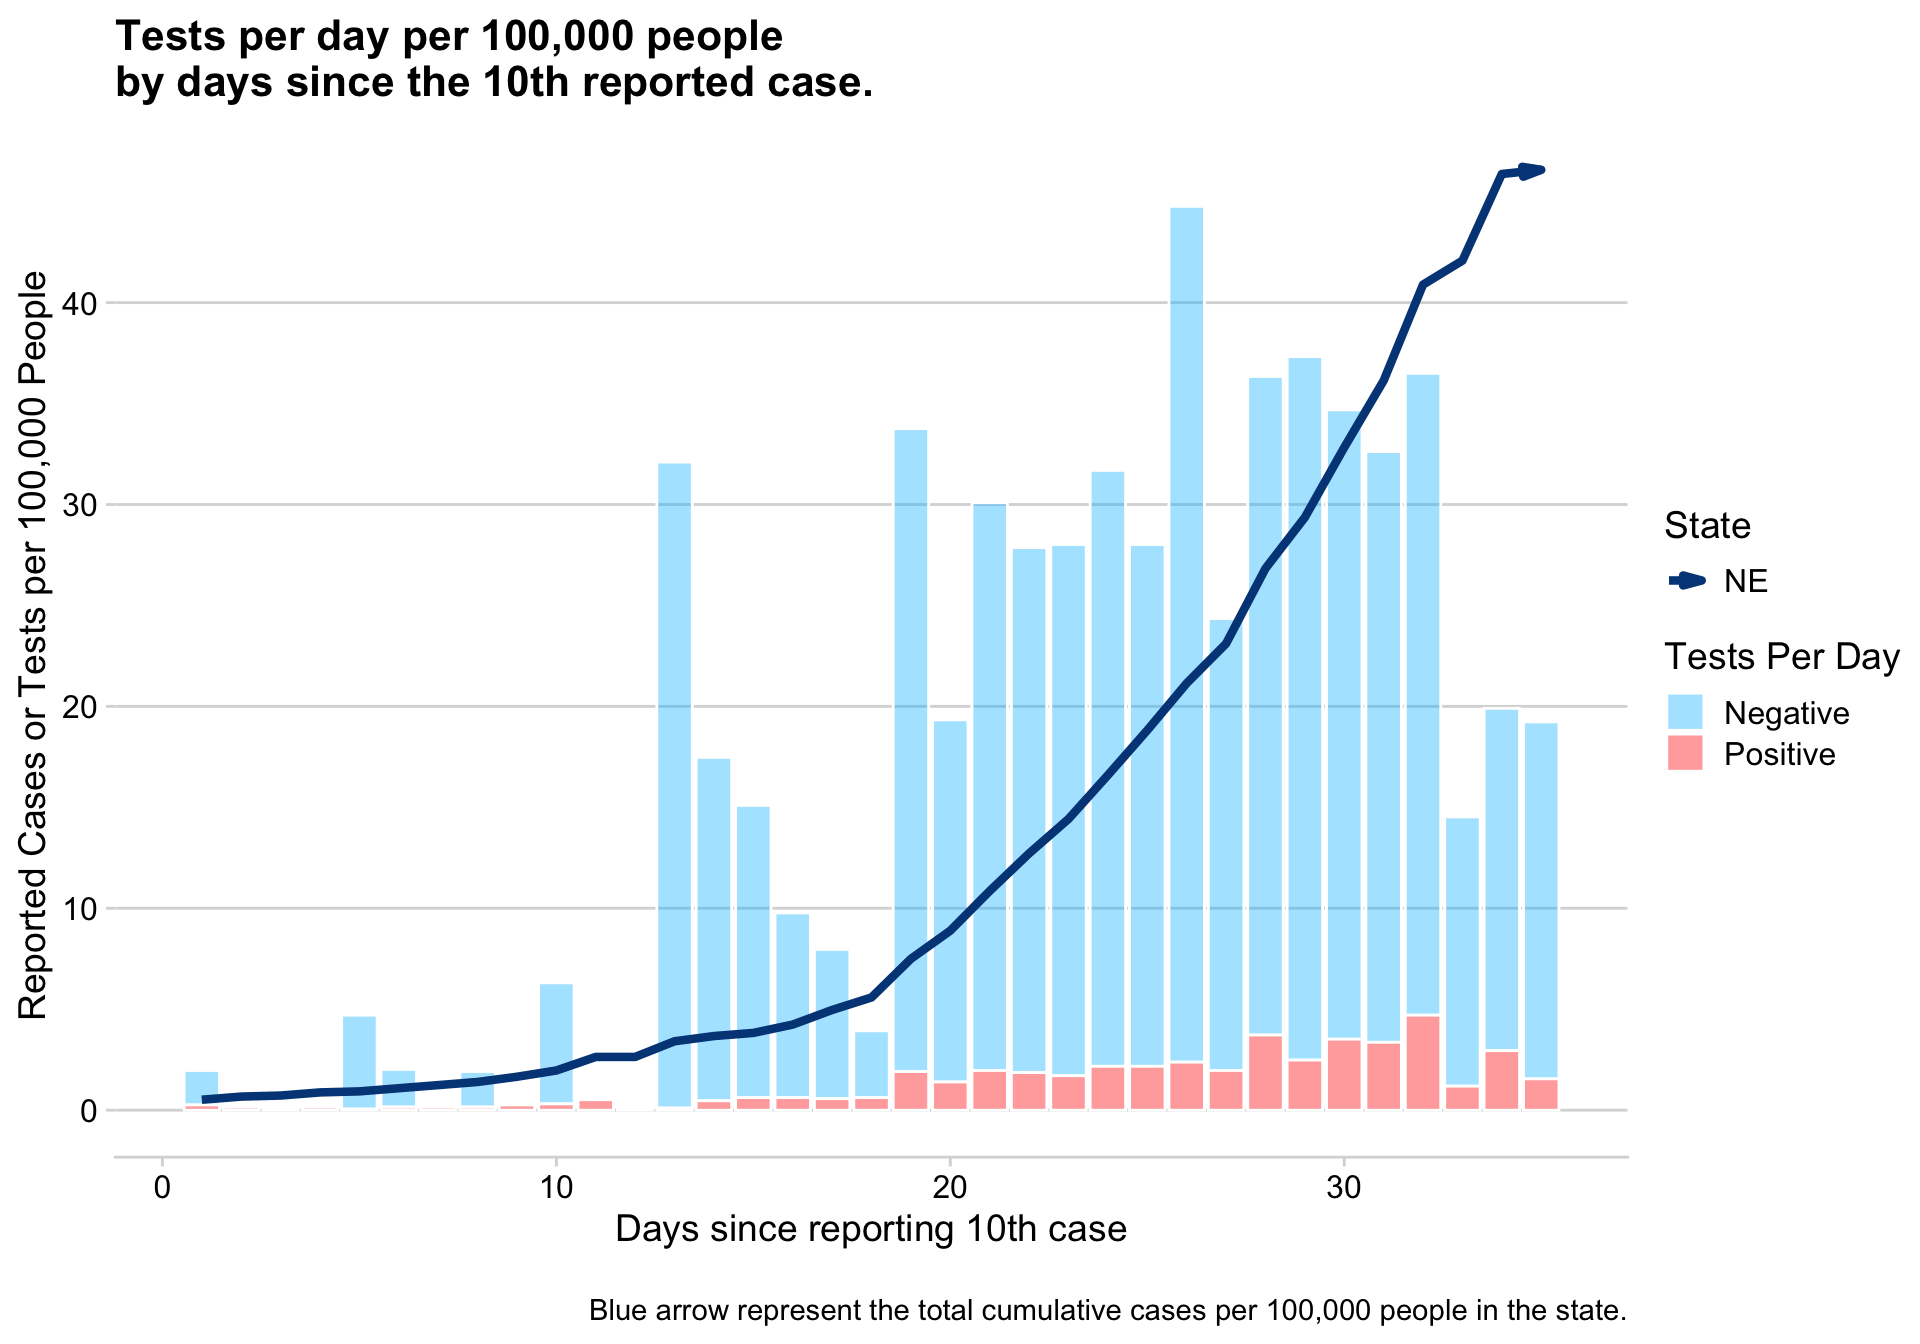 Tests per day per 100,000 people
by days since the 10th reported case.
Reported Cases or Tests per 100,000 People
40
30
20
10
0
0
10
20
30
Days since reporting 10th case
State
NE
Tests Per Day
Negative
Positive
Blue arrow represent the total cumulative cases per 100,000 people in the state.